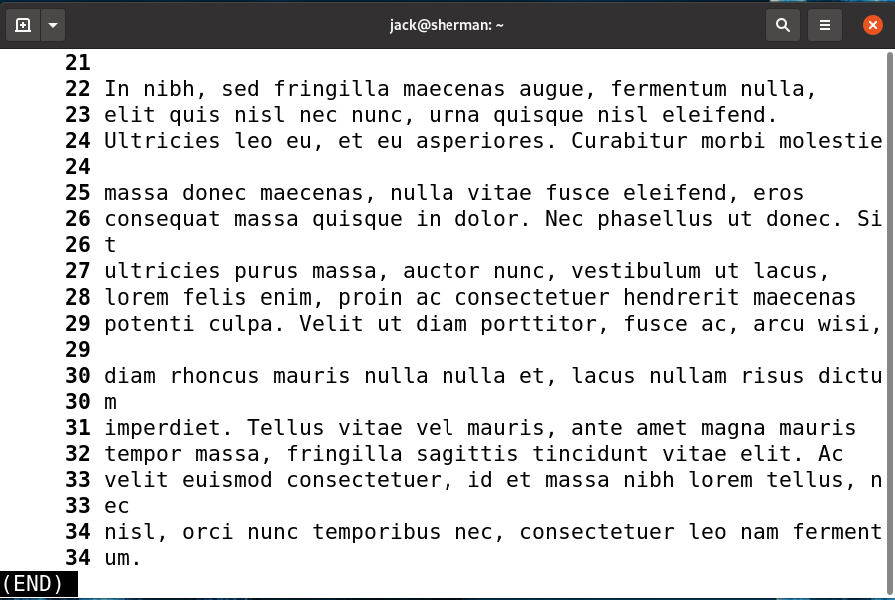 jack@sherman: ~
21
22 In nibh, sed fringilla maecenas augue, fermentum nulla,
23 elit quis nisl nec nunc, urna quisque nisl eleifend.
24 Ultricies leo eu, et eu asperiores. Curabitur morbi molestie
24
25 massa donec maecenas, nulla vitae fusce eleifend, eros
26 consequat massa quisque in dolor. Nec phasellus ut donec. Si
26 t
27 ultricies purus massa, auctor nunc, vestibulum ut lacus,
28 lorem felis enim, proin ac consectetuer hendrerit maecenas
29 potenti culpa. Velit ut diam porttitor, fusce ac, arcu wisi,
29
30 diam rhoncus mauris nulla nulla et, lacus nullam risus dictu
30 m
31 imperdiet. Tellus vitae vel mauris, ante amet magna mauris
32 tempor massa, fringilla sagittis tincidunt vitae elit. Ac
33 velit euismod consectetuer, id et massa nibh lorem tellus, n
33 ec
34 nisl, orci nunc temporibus nec, consectetuer leo nam ferment
34 um.
(END)